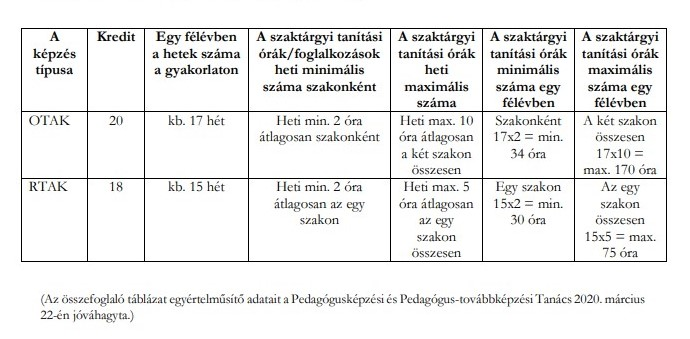 A képzés típusa
Kredit
Egy félévben a hetek száma a gyakorlaton
A szaktárgyi tanítási órák/foglalkozások heti minimális száma szakonként
A szaktárgyi tanítási órák heti maximális száma
A szaktárgyi tanítási órák minimális száma egy félévben
A szaktárgyi tanítási órák maximális száma egy félévben
OTAK
20
kb. 17 hét
Heti min. 2 óra átlagosan szakonként
Heti max. 10 óra átlagosan a két szakon összesen
Szakonként 17x2 = min. 34 óra
A két szakon összesen 17x10 = max. 170 óra
RTAK
18
kb. 15 hét
Heti min. 2 óra átlagosan az egy szakon
Heti max. 5 óra átlagosan az egy szakon összesen
Egy szakon 15x2 = min. 30 óra
Az egy szakon összesen 15x5 = max. 75 óra
(Az összefoglaló táblázat egyértelműsítő adatait a Pedagógusképzési és Pedagógus-továbbképzési Tanács 2020. március
22-én jóváhagyta.)